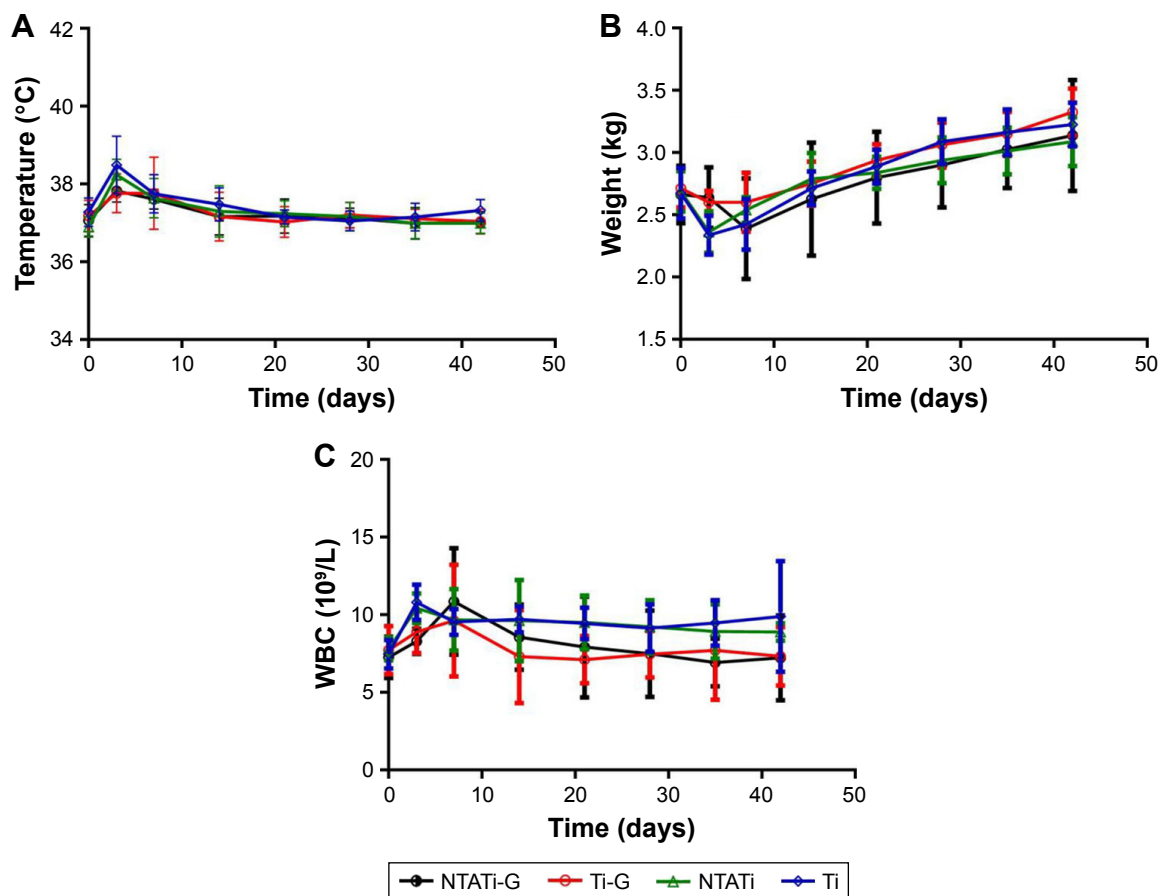 A
42
40
38
36
34
Temperature (°C)
0 10 20 30 40 50
Time (days)
B
4.0
3.5
3.0
2.5
2.0
1.5
Weight (kg)
0 10 20 30 40 50
Time (days)
C
20
15
10
5
0
WBC (10⁹/L)
0 10 20 30 40 50
Time (days)
NTATi-G Ti-G NTATi Ti